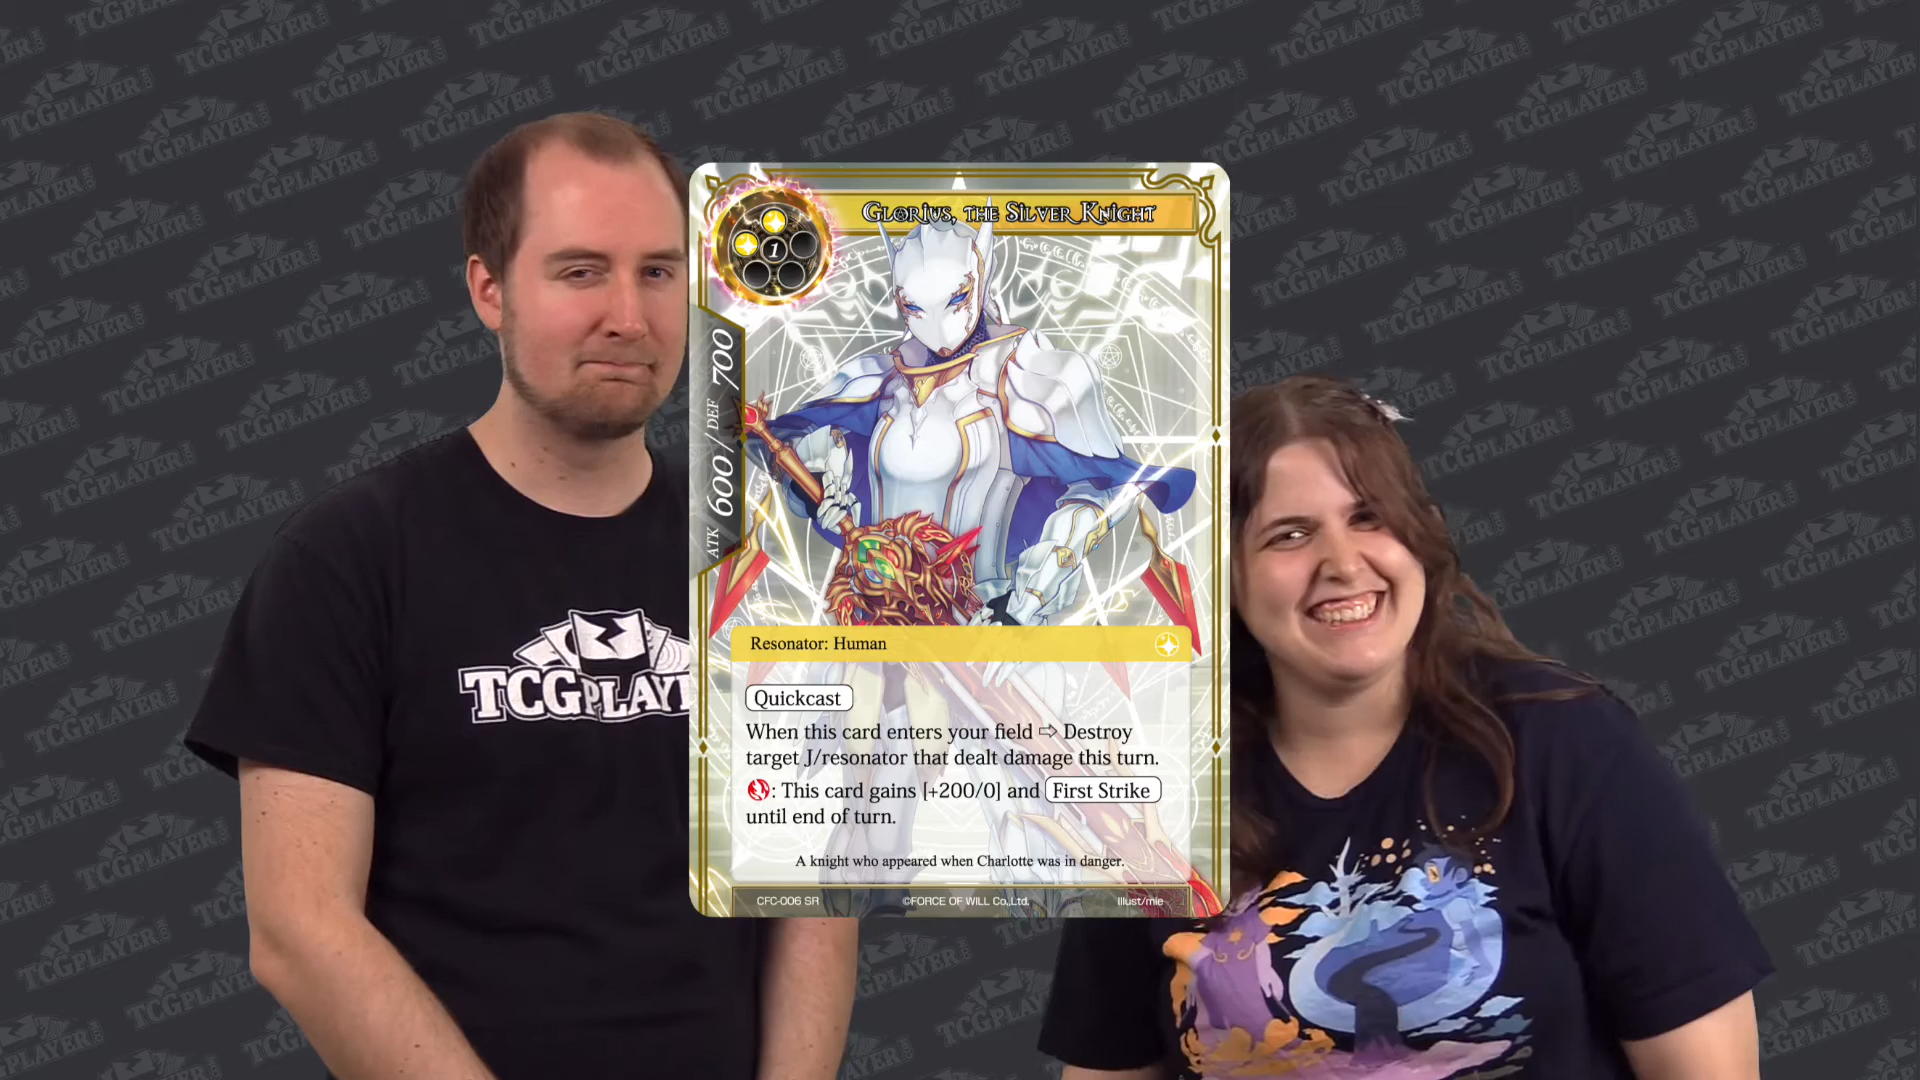 Glorius, the Silver Knight
1
ATK 600 / DEF 700
Resonator: Human
Quickcast
When this card enters your field ⇨ Destroy
target J/resonator that dealt damage this turn.
: This card gains [+200/0] and First Strike
until end of turn.
A knight who appeared when Charlotte was in danger.
CFC-006 SR ©FORCE OF WILL Co.,Ltd. Illust/mie
TCGPLAY
TCGPLAYER.COM